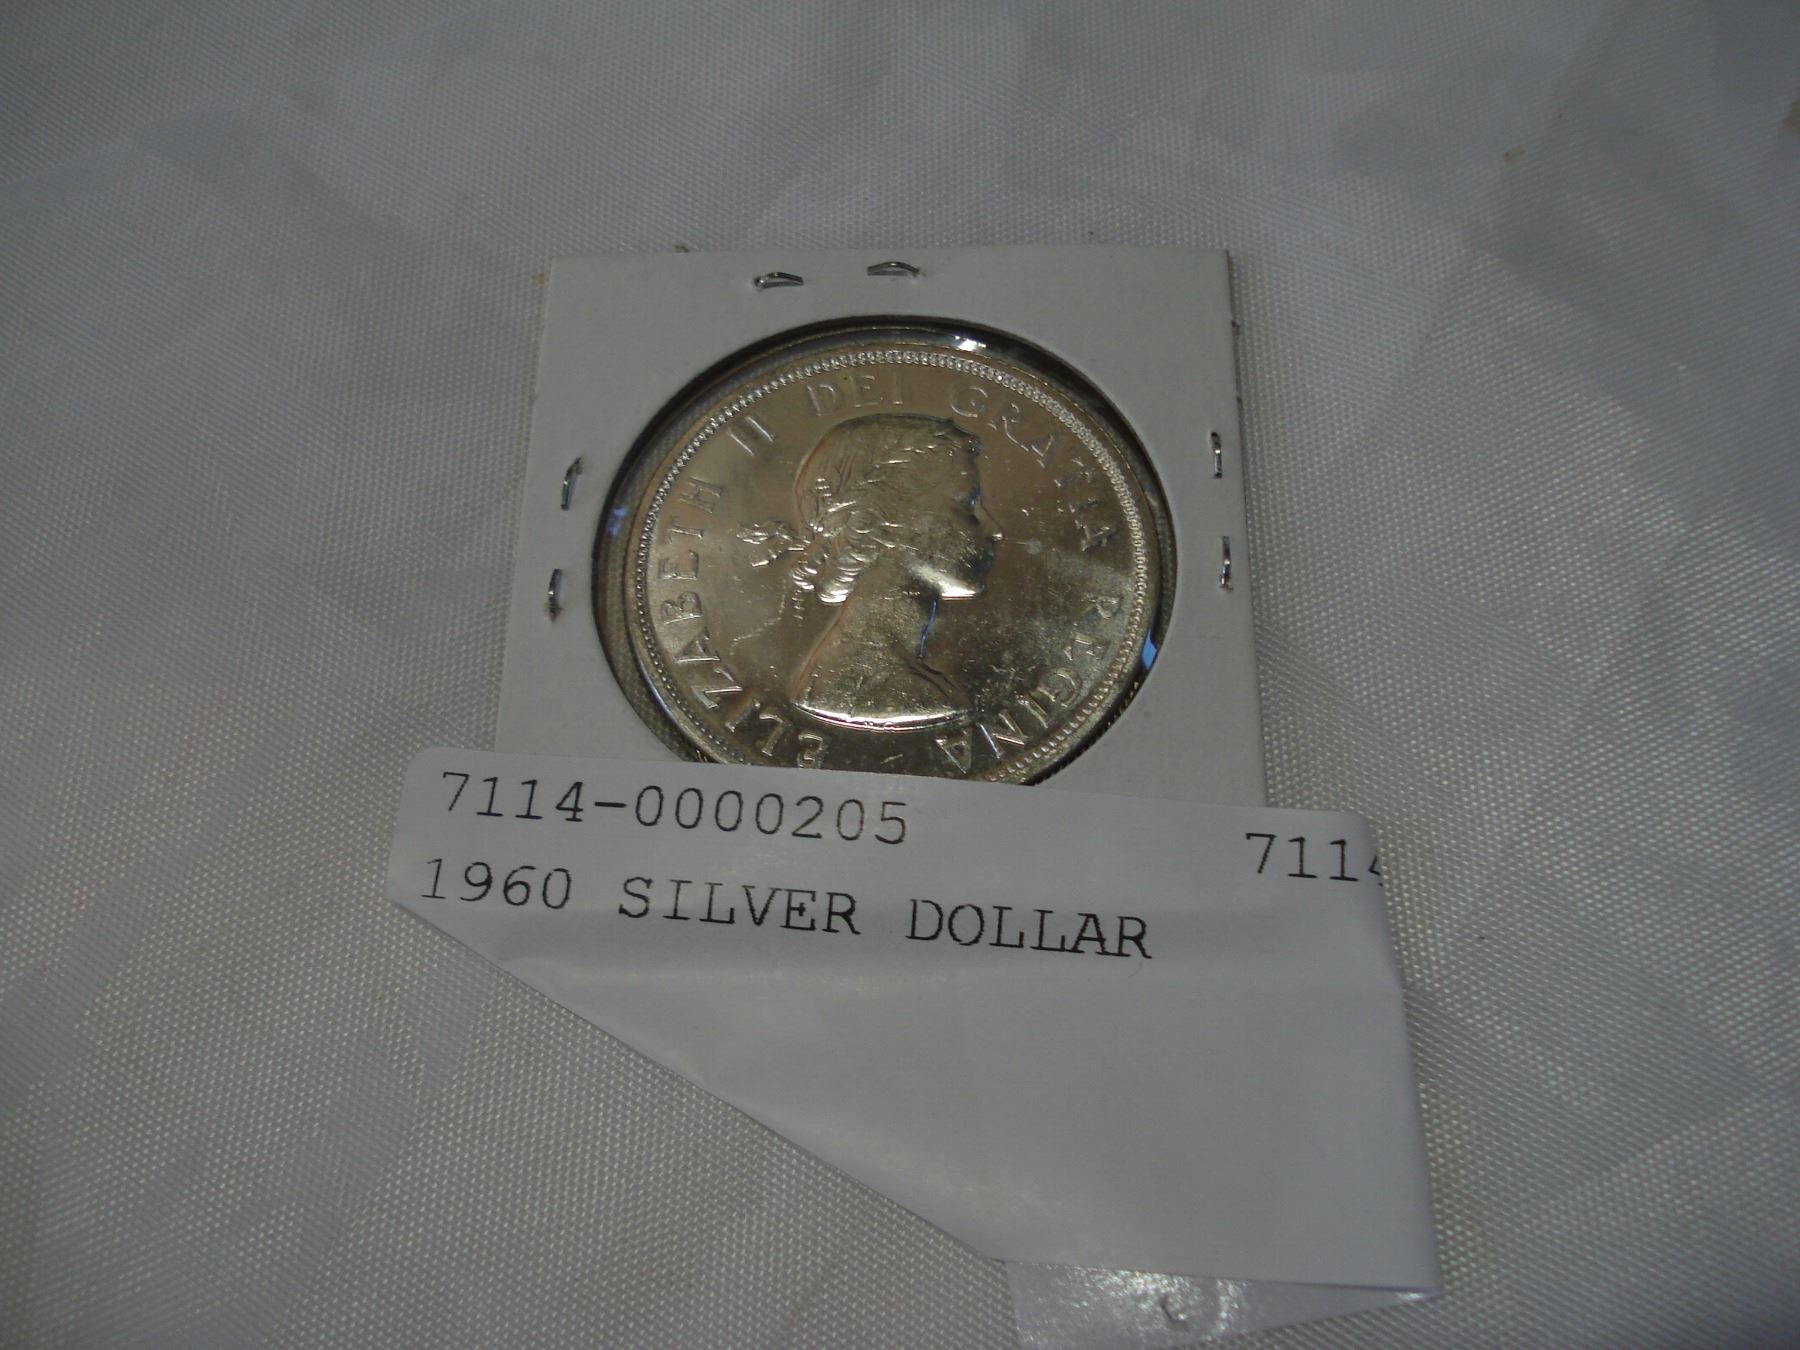 ELIZABETH II DEI GRATIA REGINA
7114-0000205
7114
1960 SILVER DOLLAR